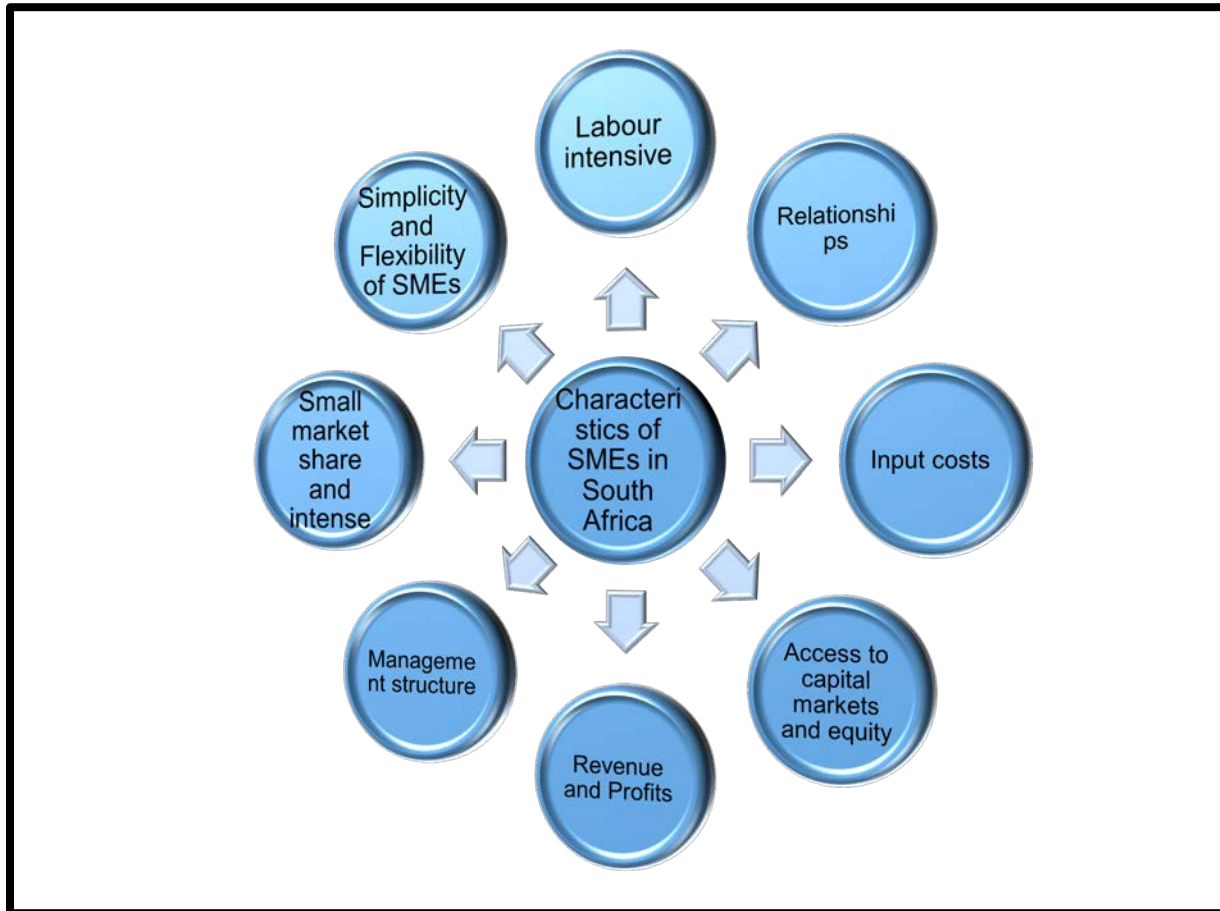 Labour
intensive
Relationshi
ps
Input costs
Access to
capital
markets
and equity
Revenue
and Profits
Manageme
nt structure
Small
market
share
and
intense
Simplicity
and
Flexibility
of SMEs
Characteri
stics of
SMEs in
South
Africa